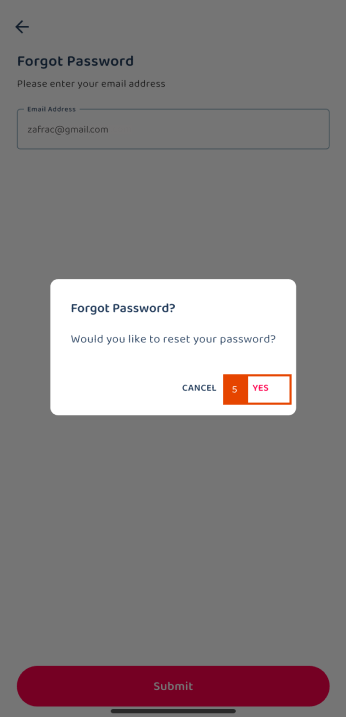 Forgot Password
Please enter your email address
Email Address
zafrac@gmail.com
Forgot Password?
Would you like to reset your password?
CANCEL 5 YES
Submit